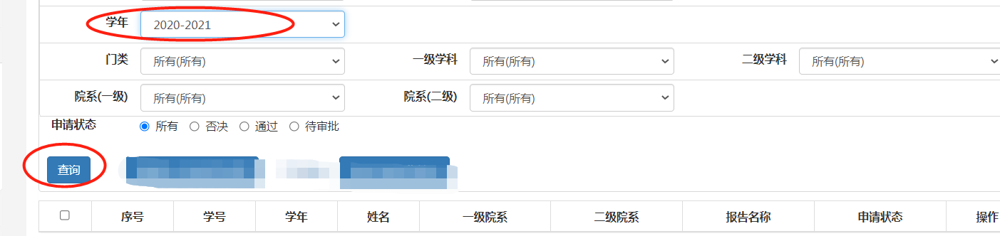 学年 2020-2021
门类 所有(所有) 一级学科 所有(所有) 二级学科 所有(所有)
院系(一级) 所有(所有) 院系(二级) 所有(所有)
申请状态 所有 否决 通过 待审批
查询
序号 学号 学年 姓名 一级院系 二级院系 报告名称 申请状态 操作